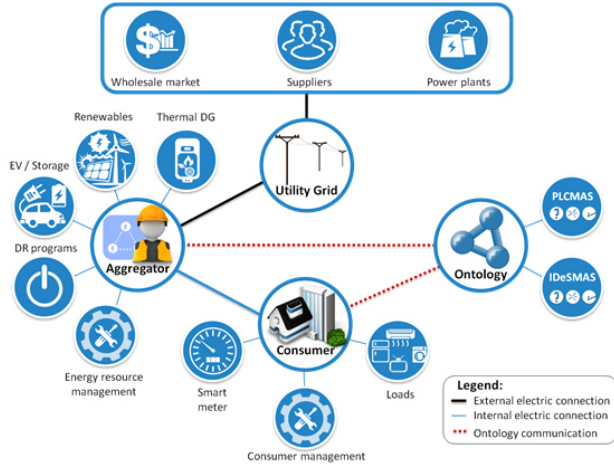 Wholesale market
Suppliers
Power plants
Renewables
Thermal DG
EV / Storage
Utility Grid
DR programs
Aggregator
PLCMAS
Ontology
IDeSMAS
Energy resource
management
Consumer
Smart
meter
Loads
Consumer management
Legend:
External electric connection
Internal electric connection
Ontology communication